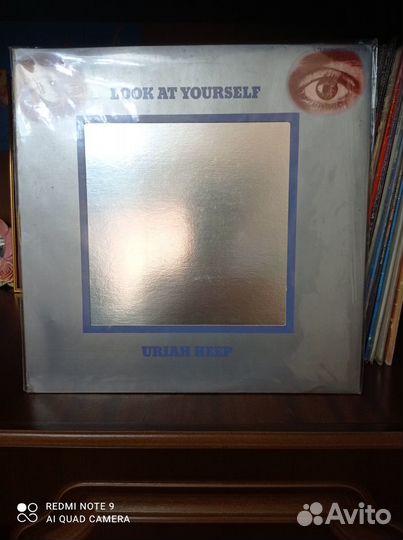 LOOK AT YOURSELF
URIAH HEEP
REDMI NOTE 9
AI QUAD CAMERA
Avito